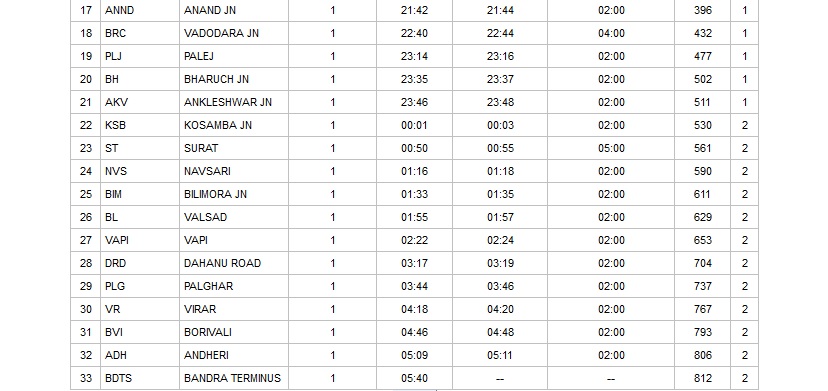 17 ANND ANAND JN 1 21:42 21:44 02:00 396 1
18 BRC VADODARA JN 1 22:40 22:44 04:00 432 1
19 PLJ PALEJ 1 23:14 23:16 02:00 477 1
20 BH BHARUCH JN 1 23:35 23:37 02:00 502 1
21 AKV ANKLESHWAR JN 1 23:46 23:48 02:00 511 1
22 KSB KOSAMBA JN 1 00:01 00:03 02:00 530 2
23 ST SURAT 1 00:50 00:55 05:00 561 2
24 NVS NAVSARI 1 01:16 01:18 02:00 590 2
25 BIM BILIMORA JN 1 01:33 01:35 02:00 611 2
26 BL VALSAD 1 01:55 01:57 02:00 629 2
27 VAPI VAPI 1 02:22 02:24 02:00 653 2
28 DRD DAHANU ROAD 1 03:17 03:19 02:00 704 2
29 PLG PALGHAR 1 03:44 03:46 02:00 737 2
30 VR VIRAR 1 04:18 04:20 02:00 767 2
31 BVI BORIVALI 1 04:46 04:48 02:00 793 2
32 ADH ANDHERI 1 05:09 05:11 02:00 806 2
33 BDTS BANDRA TERMINUS 1 05:40 -- -- 812 2